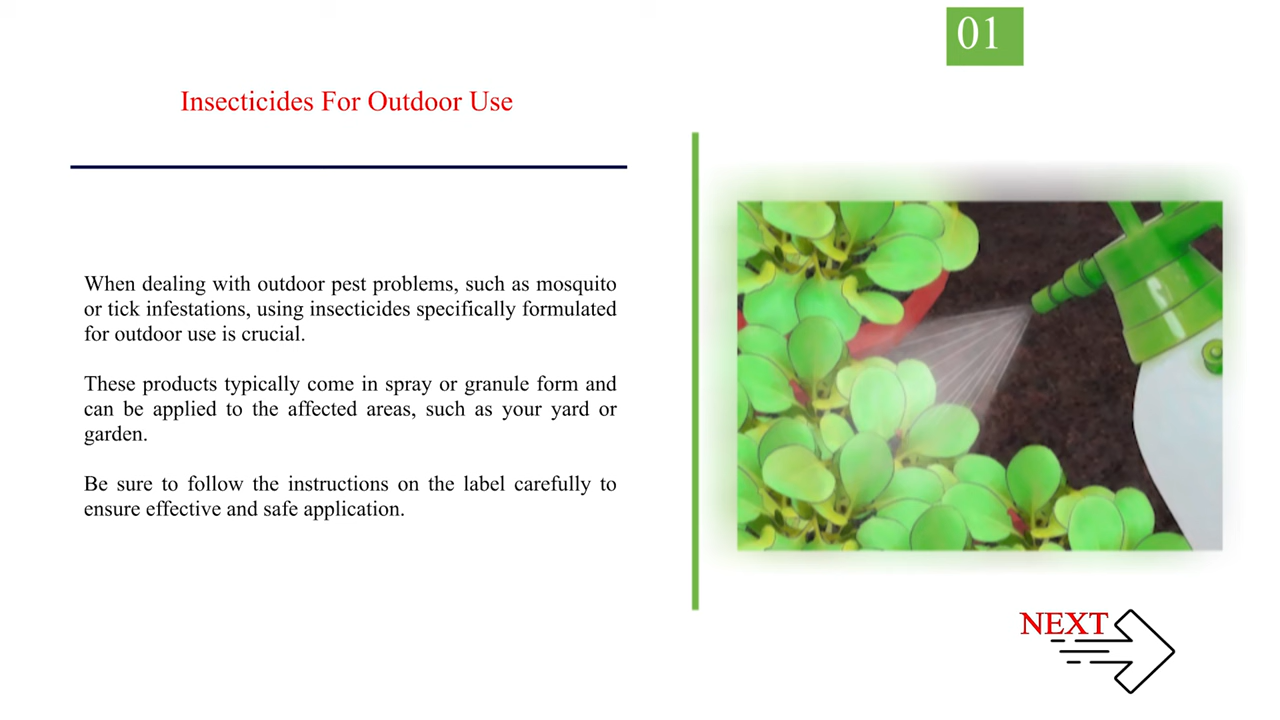 01
Insecticides For Outdoor Use
When dealing with outdoor pest problems, such as mosquito
or tick infestations, using insecticides specifically formulated
for outdoor use is crucial.
These products typically come in spray or granule form and
can be applied to the affected areas, such as your yard or
garden.
Be sure to follow the instructions on the label carefully to
ensure effective and safe application.
NEXT